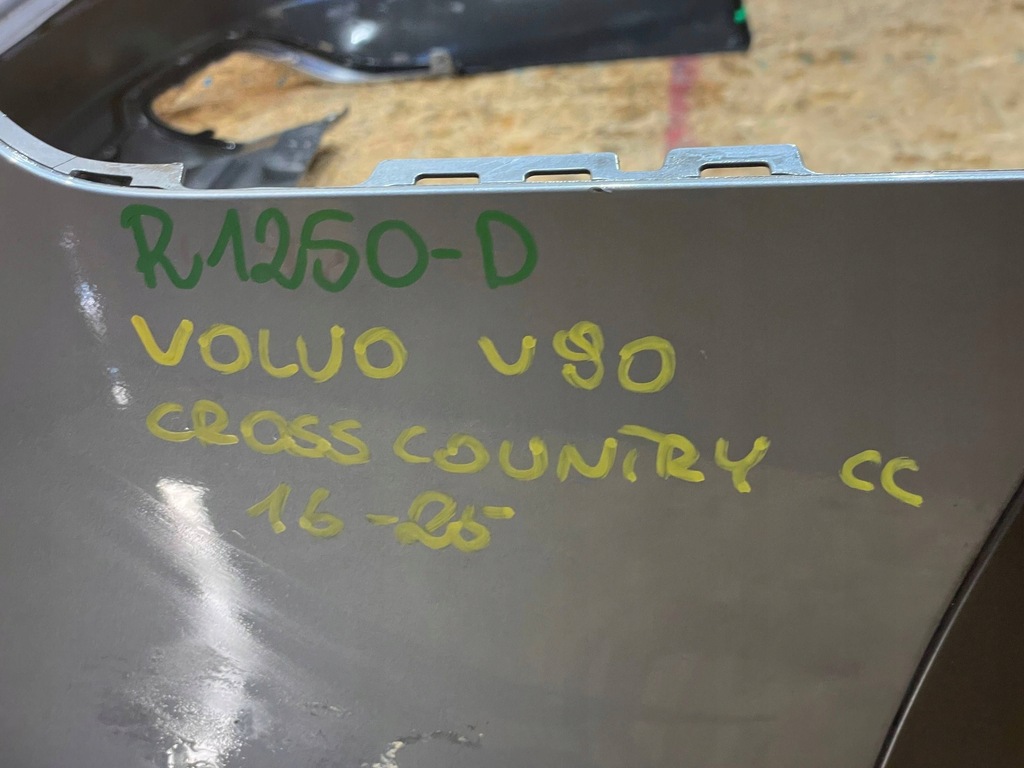 R1250-D
VOLVO V90
CROSS COUNTRY CC
16-25